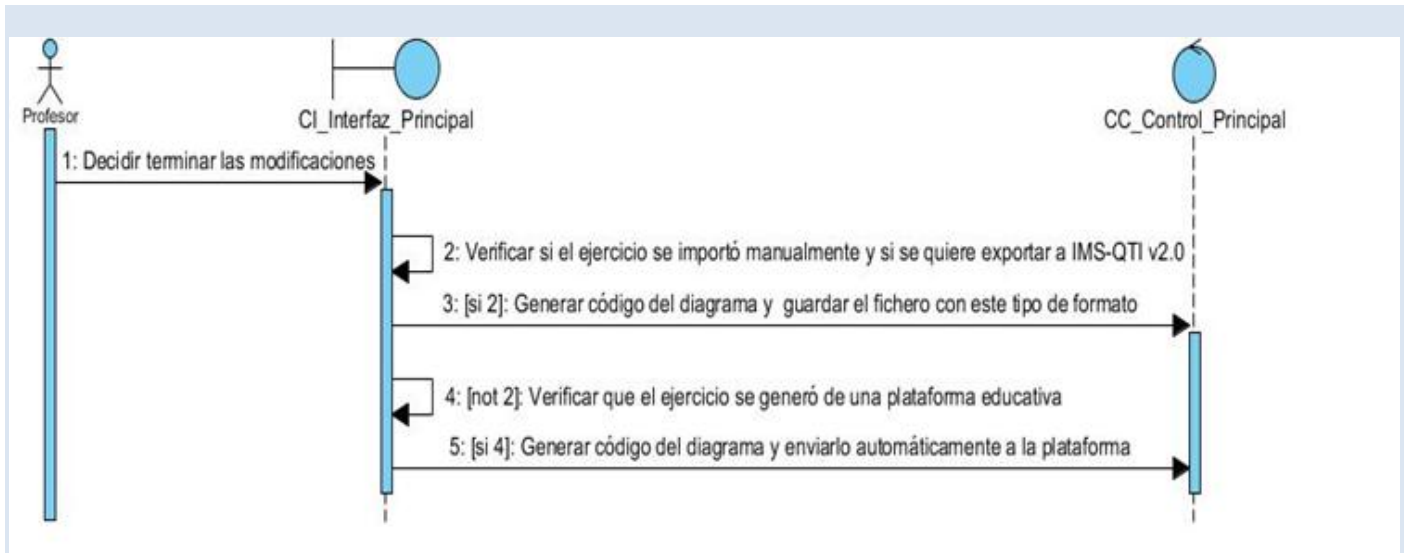 Profesor
CI_Interfaz_Principal
CC_Control_Principal
1: Decidir terminar las modificaciones
2: Verificar si el ejercicio se importó manualmente y si se quiere exportar a IMS-QTI v2.0
3: [si 2]: Generar código del diagrama y guardar el fichero con este tipo de formato
4: [not 2]: Verificar que el ejercicio se generó de una plataforma educativa
5: [si 4]: Generar código del diagrama y enviarlo automáticamente a la plataforma